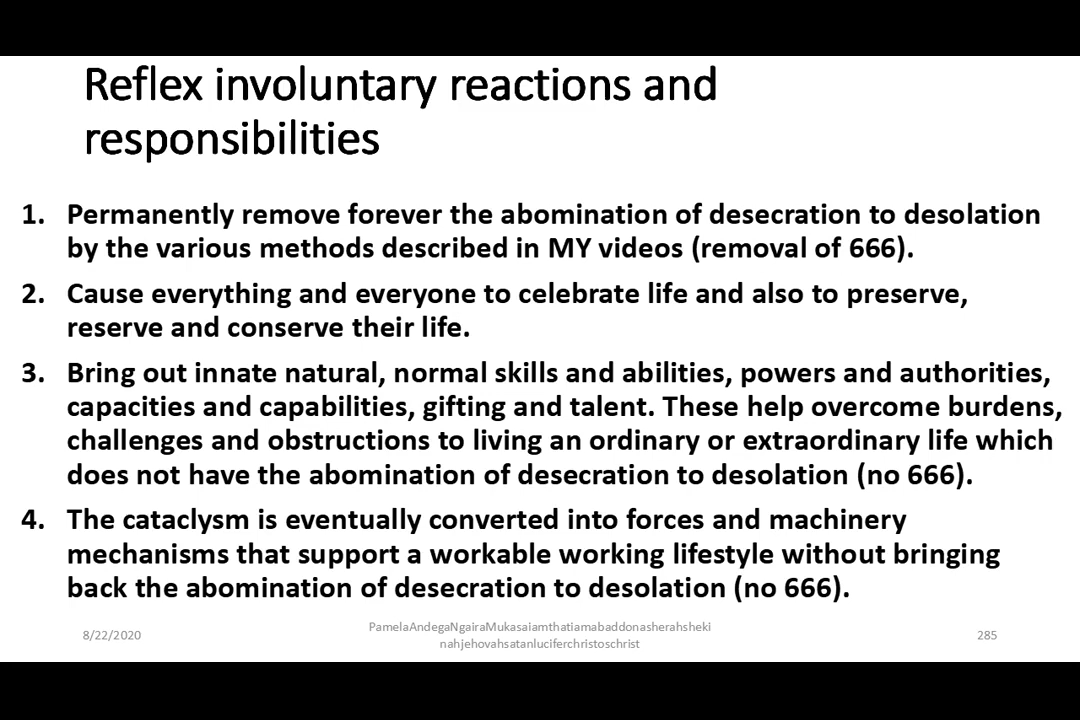 Reflex involuntary reactions and
responsibilities
1. Permanently remove forever the abomination of desecration to desolation
by the various methods described in MY videos (removal of 666).
2. Cause everything and everyone to celebrate life and also to preserve,
reserve and conserve their life.
3. Bring out innate natural, normal skills and abilities, powers and authorities,
capacities and capabilities, gifting and talent. These help overcome burdens,
challenges and obstructions to living an ordinary or extraordinary life which
does not have the abomination of desecration to desolation (no 666).
4. The cataclysm is eventually converted into forces and machinery
mechanisms that support a workable working lifestyle without bringing
back the abomination of desecration to desolation (no 666).
8/22/2020
PamelaAndegaNgairaMukasaiamthatiamabaddonasherahsheki
nahjehovahsatanluciferchristoschrist
285